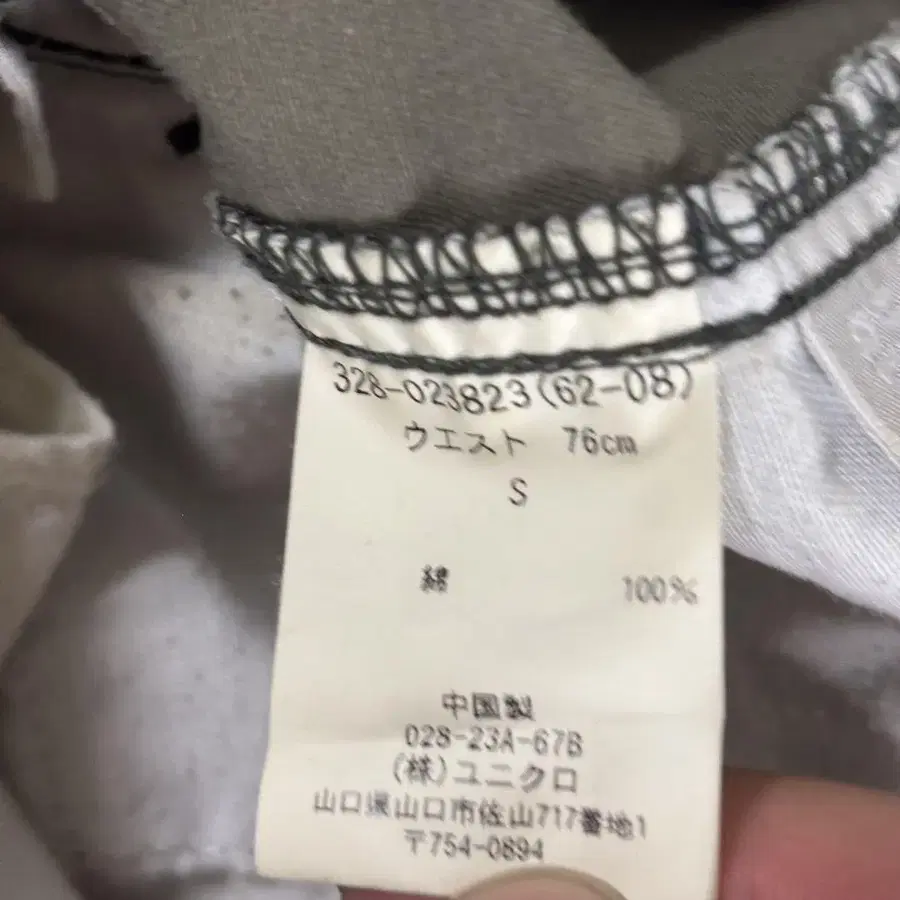 328-023823(62-08)
ウエスト 76cm
S
綿 100%
中国製
028-23A-67B
(株)ユニクロ
山口県山口市佐山717番地1
〒754-0894